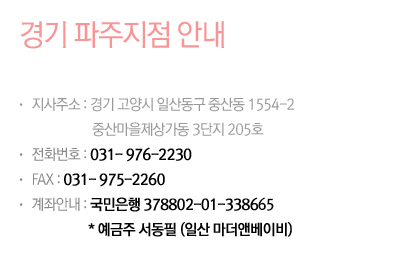 경기 파주지점 안내
· 지사주소 : 경기 고양시 일산동구 중산동 1554-2
중산마을제상가동 3단지 205호
· 전화번호 : 031- 976-2230
· FAX : 031- 975-2260
· 계좌안내 : 국민은행 378802-01-338665
* 예금주 서동필 (일산 마더앤베이비)